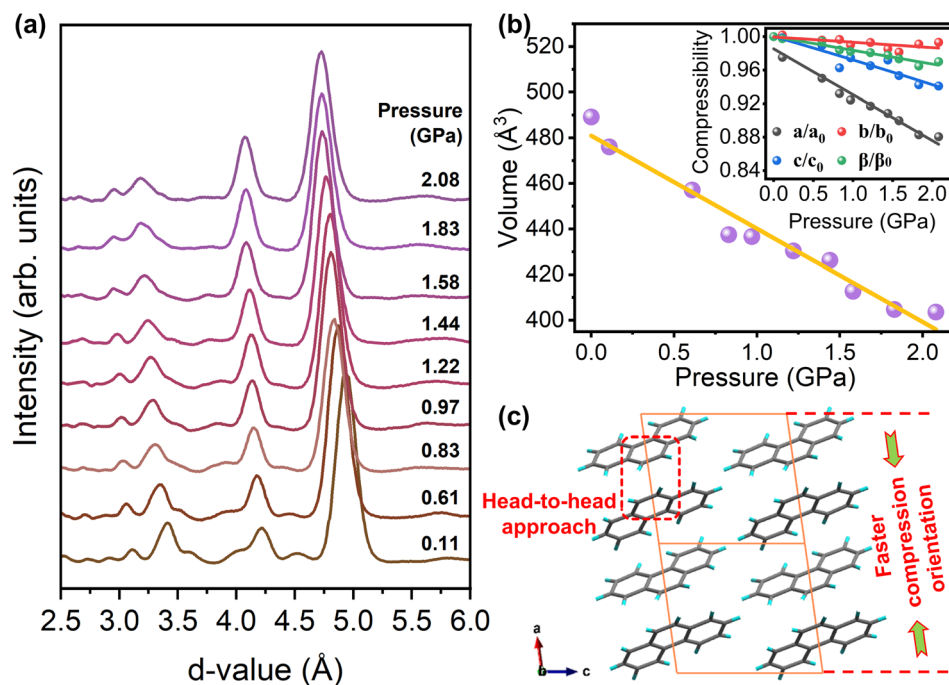 (a)
Pressure
(GPa)
2.08
1.83
1.58
1.44
1.22
0.97
0.83
0.61
0.11
Intensity (arb. units)
2.5 3.0 3.5 4.0 4.5 5.0 5.5 6.0
d-value (Å)
(b)
520
500
480
460
440
420
400
Volume (Å³)
0.0 0.5 1.0 1.5 2.0
Pressure (GPa)
1.00
0.96
0.92
0.88
0.84
Compressibility
a/a₀ b/b₀
c/c₀ β/β₀
0.0 0.5 1.0 1.5 2.0
Pressure (GPa)
(c)
Head-to-head
approach
Faster
compression
orientation
a
b c